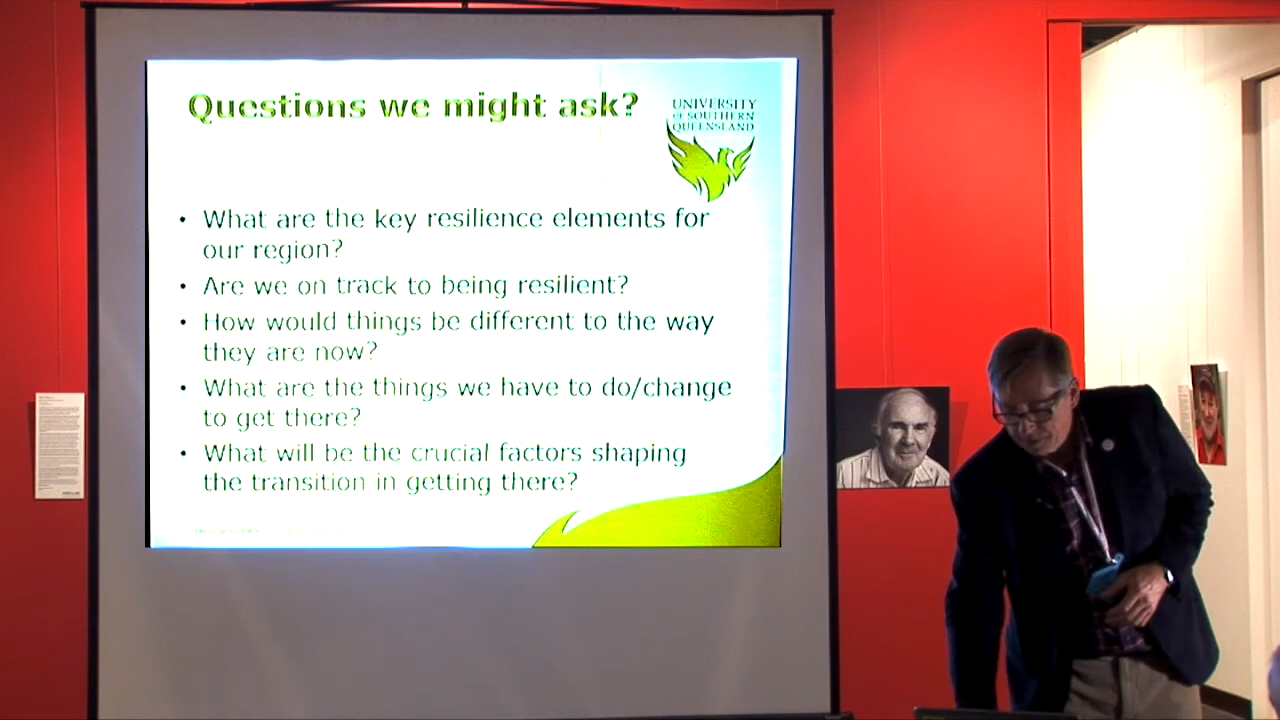 Questions we might ask?
UNIVERSITY
OF SOUTHERN
QUEENSLAND
• What are the key resilience elements for
our region?
• Are we on track to being resilient?
• How would things be different to the way
they are now?
• What are the things we have to do/change
to get there?
• What will be the crucial factors shaping
the transition in getting there?